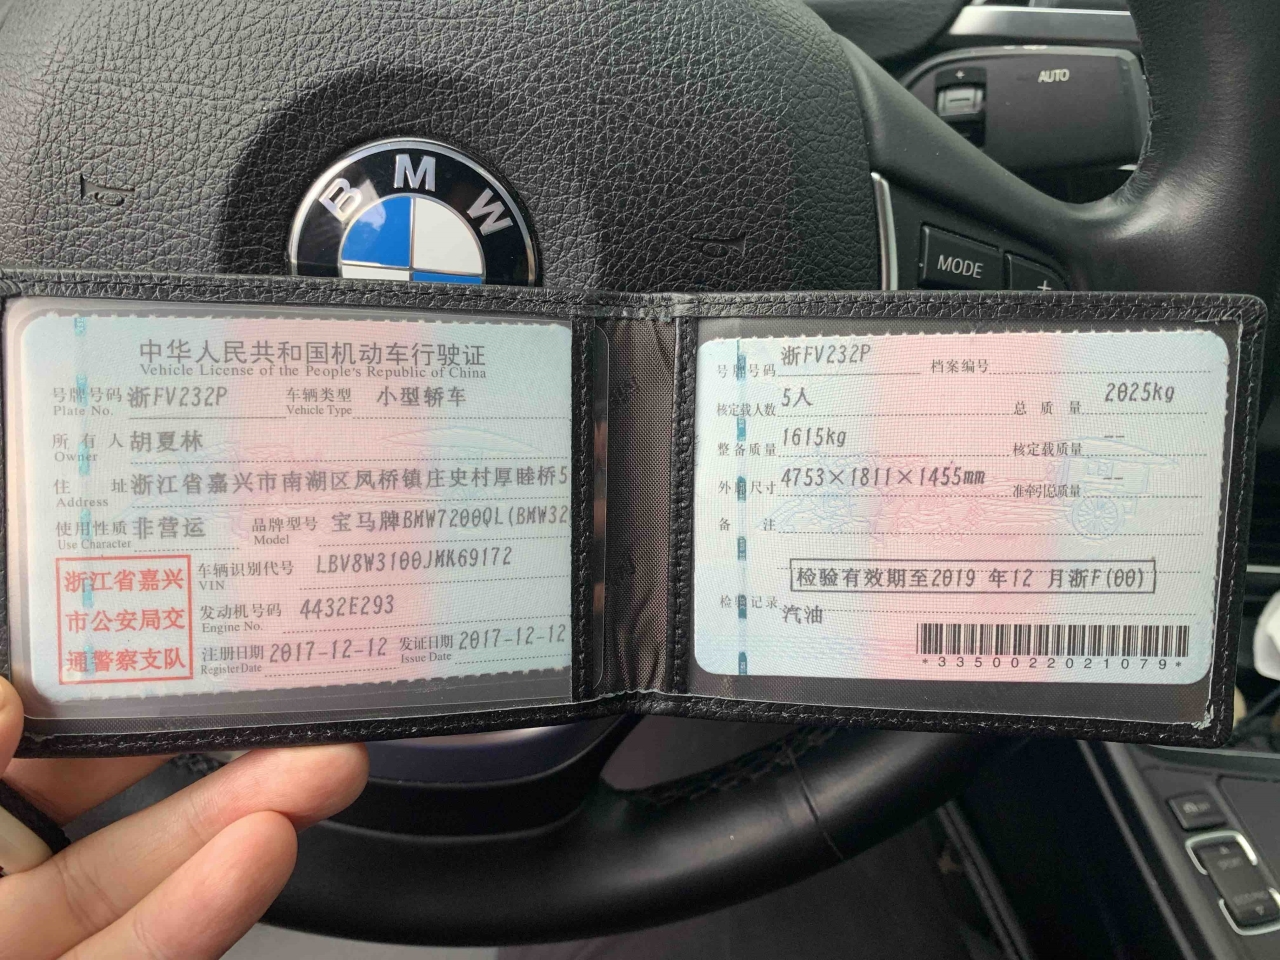 BMW
AUTO
MODE
+
中华人民共和国机动车行驶证
Vehicle License of the People's Republic of China
号牌号码 浙FV232P 车辆类型 小型轿车
Plate No. Vehicle Type
所有人 胡夏林
Owner
住址 浙江省嘉兴市南湖区凤桥镇庄史村厚睦桥5
Address
使用性质 非营运 品牌型号 宝马牌BMW7200QL(BMW32
Use Character Model
浙江省嘉兴
市公安局交
通警察支队
车辆识别代号 LBV8W3100JMK69172
VIN
发动机号码 4432E293
Engine No.
注册日期 2017-12-12 发证日期 2017-12-12
Register Date Issue Date
号牌号码 浙FV232P 档案编号
核定载人数 5人 总质量 2025kg
整备质量 1615kg 核定载质量 --
外廓尺寸 4753×1811×1455mm 准牵引总质量 --
备注
检验有效期至2019 年12 月浙F(00)
检验记录
汽油
*3350022021079*